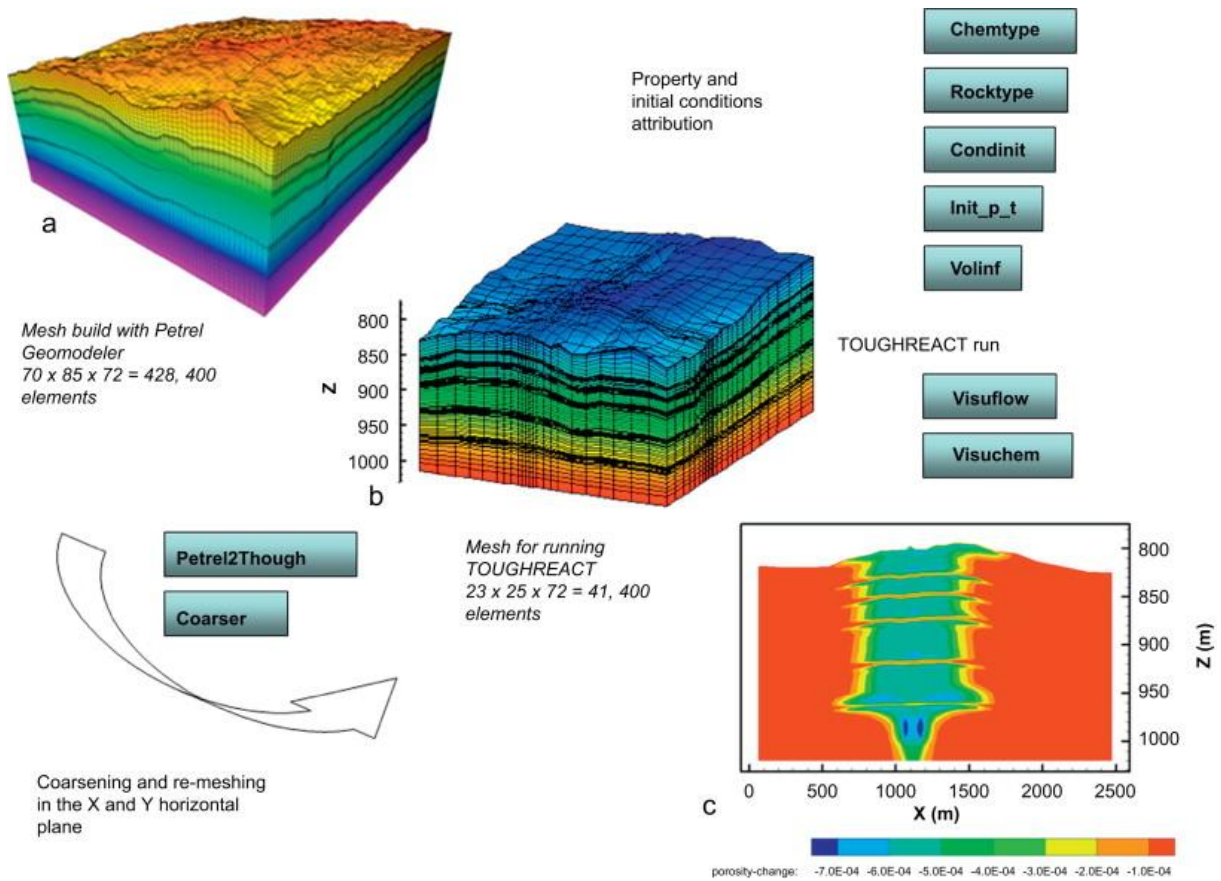 a
Mesh build with Petrel
Geomodeler
70 x 85 x 72 = 428, 400
elements
Property and
initial conditions
attribution
Chemtype
Rocktype
Condinit
Init_p_t
Volinf
TOUGHREACT run
Visuflow
Visuchem
Z
800
850
900
950
1000
b
Petrel2Though
Coarser
Coarsening and re-meshing
in the X and Y horizontal
plane
Mesh for running
TOUGHREACT
23 x 25 x 72 = 41, 400
elements
800
850
900
950
1000
Z (m)
0 500 1000 1500 2000 2500
X (m)
c
porosity-change: -7.0E-04 -6.0E-04 -5.0E-04 -4.0E-04 -3.0E-04 -2.0E-04 -1.0E-04